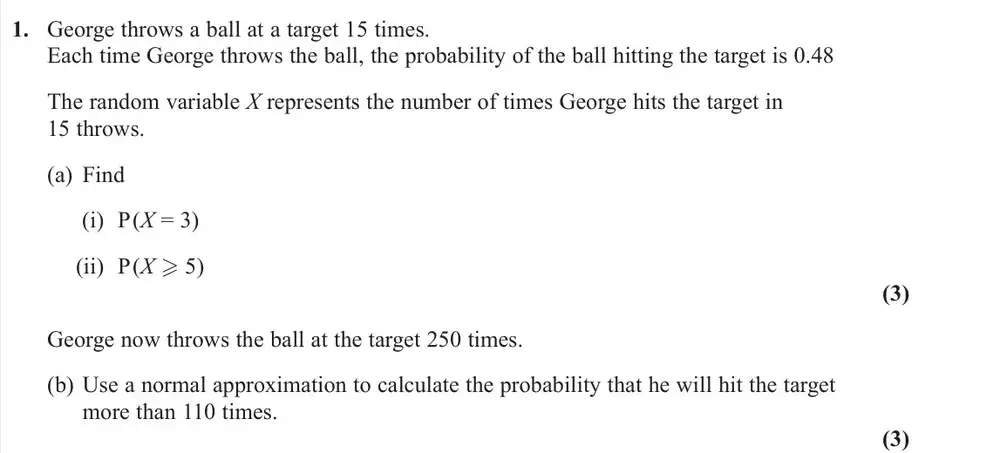 1. George throws a ball at a target 15 times.
Each time George throws the ball, the probability of the ball hitting the target is 0.48
The random variable X represents the number of times George hits the target in
15 throws.
(a) Find
(i) P(X = 3)
(ii) P(X ⩾ 5)
(3)
George now throws the ball at the target 250 times.
(b) Use a normal approximation to calculate the probability that he will hit the target
more than 110 times.
(3)